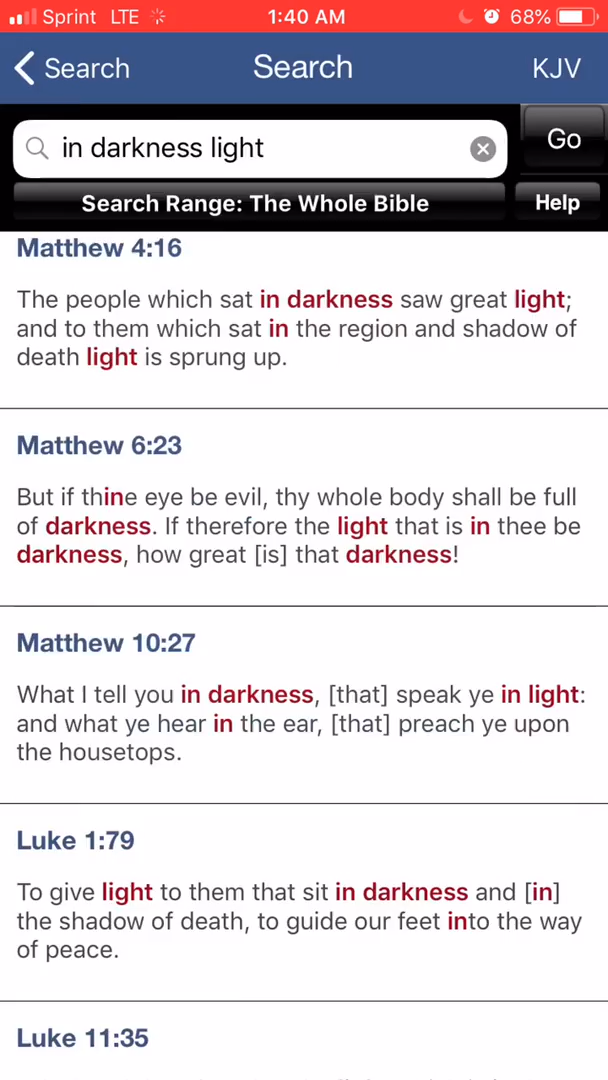 Sprint LTE 1:40 AM 68%
Search Search KJV
in darkness light Go
Search Range: The Whole Bible Help
Matthew 4:16
The people which sat in darkness saw great light;
and to them which sat in the region and shadow of
death light is sprung up.
Matthew 6:23
But if thine eye be evil, thy whole body shall be full
of darkness. If therefore the light that is in thee be
darkness, how great [is] that darkness!
Matthew 10:27
What I tell you in darkness, [that] speak ye in light:
and what ye hear in the ear, [that] preach ye upon
the housetops.
Luke 1:79
To give light to them that sit in darkness and [in]
the shadow of death, to guide our feet into the way
of peace.
Luke 11:35